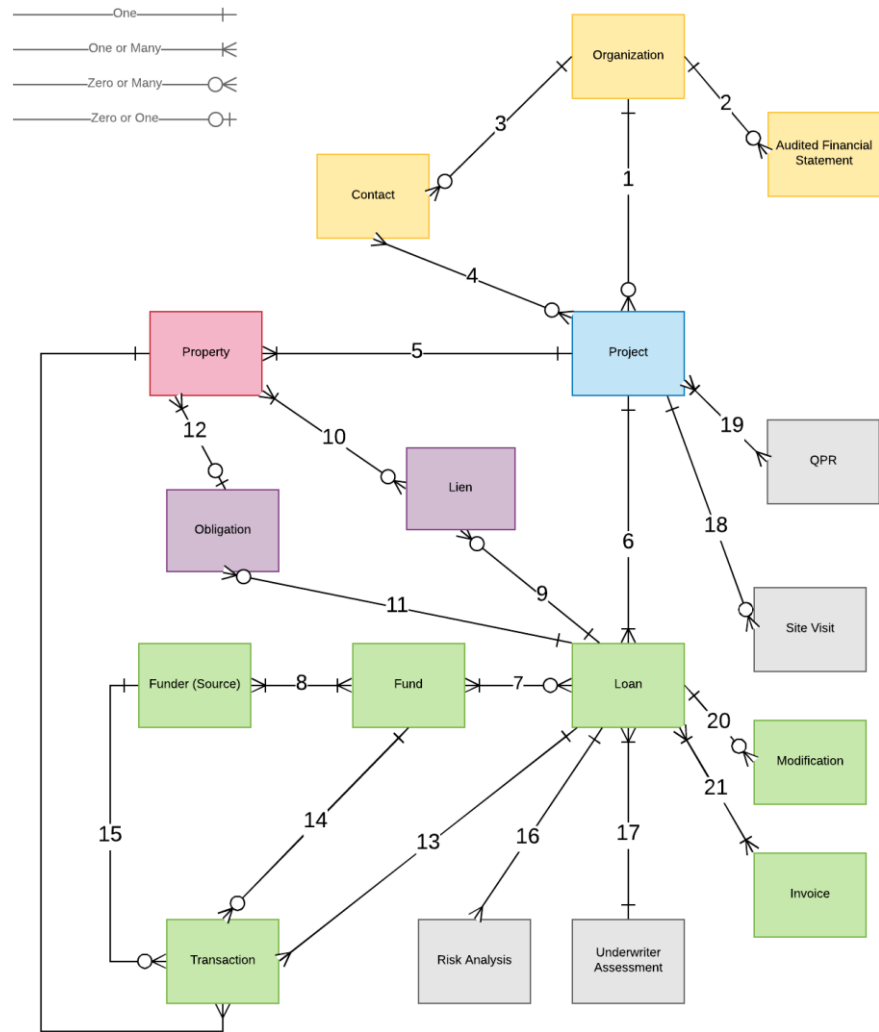 One
One or Many
Zero or Many
Zero or One
Organization
3
2
Audited Financial
Statement
1
Contact
4
Property
5
Project
12
10
19
QPR
Lien
18
Obligation
6
11
9
Site Visit
Funder (Source)
8
Fund
7
Loan
20
Modification
21
15
14
13
16
17
Invoice
Transaction
Risk Analysis
Underwriter
Assessment